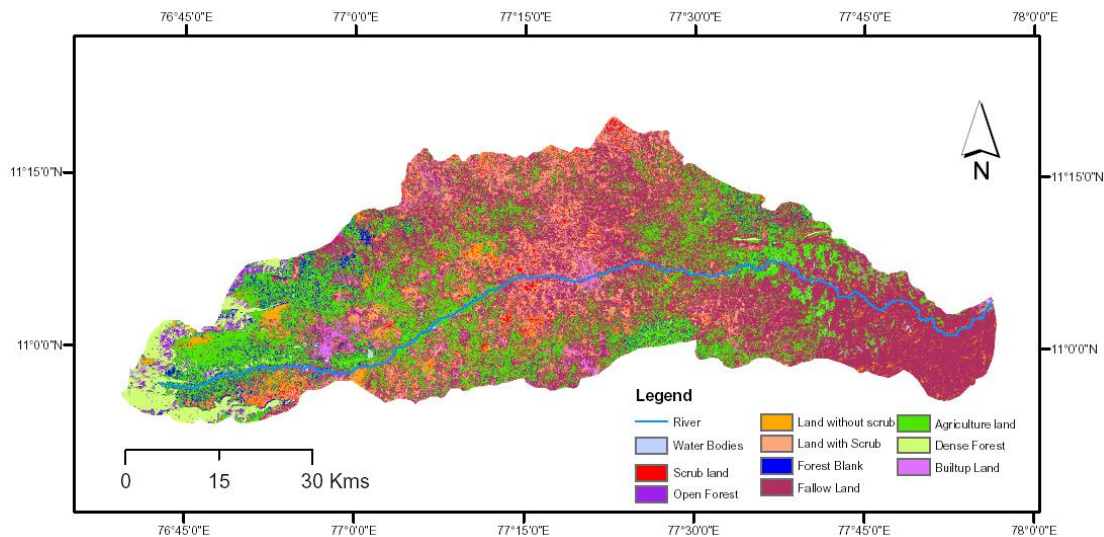 76°45'0"E 77°0'0"E 77°15'0"E 77°30'0"E 77°45'0"E 78°0'0"E
11°15'0"N 11°15'0"N
N
11°0'0"N 11°0'0"N
Legend
River
Water Bodies
Scrub land
Open Forest
Land without scrub
Land with Scrub
Forest Blank
Fallow Land
Agriculture land
Dense Forest
Builtup Land
0 15 30 Kms
76°45'0"E 77°0'0"E 77°15'0"E 77°30'0"E 77°45'0"E 78°0'0"E